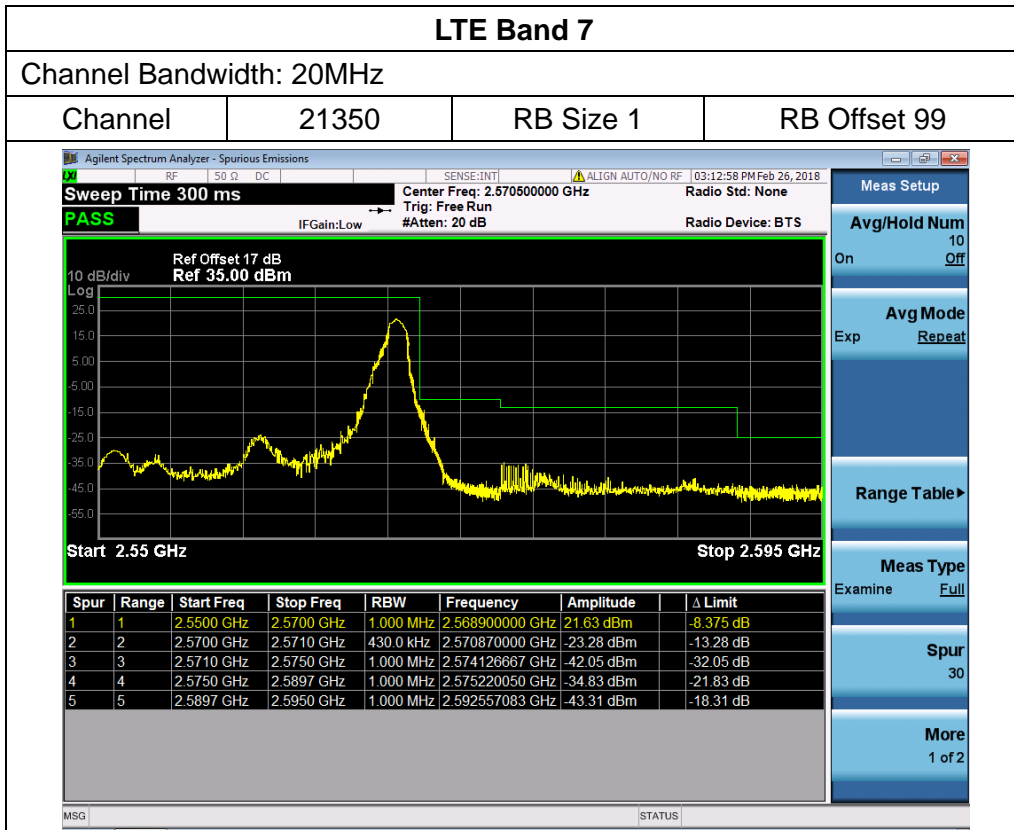 LTE Band 7
Channel Bandwidth: 20MHz
Channel 21350 RB Size 1 RB Offset 99
Agilent Spectrum Analyzer - Spurious Emissions
LXI RF 50 Ω DC SENSE:INT ALIGN AUTO/NO RF 03:12:58 PM Feb 26, 2018
Sweep Time 300 ms Center Freq: 2.570500000 GHz Radio Std: None
Trig: Free Run
PASS IFGain:Low #Atten: 20 dB Radio Device: BTS
Ref Offset 17 dB
10 dB/div Ref 35.00 dBm
Log
25.0
15.0
5.00
-5.00
-15.0
-25.0
-35.0
-45.0
-55.0
Start 2.55 GHz Stop 2.595 GHz
Spur Range Start Freq Stop Freq RBW Frequency Amplitude Δ Limit
1 1 2.5500 GHz 2.5700 GHz 1.000 MHz 2.568900000 GHz 21.63 dBm -8.375 dB
2 2 2.5700 GHz 2.5710 GHz 430.0 kHz 2.570870000 GHz -23.28 dBm -13.28 dB
3 3 2.5710 GHz 2.5750 GHz 1.000 MHz 2.574126667 GHz -42.05 dBm -32.05 dB
4 4 2.5750 GHz 2.5897 GHz 1.000 MHz 2.575220050 GHz -34.83 dBm -21.83 dB
5 5 2.5897 GHz 2.5950 GHz 1.000 MHz 2.592557083 GHz -43.31 dBm -18.31 dB
Meas Setup
Avg/Hold Num
10
On Off
Avg Mode
Exp Repeat
Range Table
Meas Type
Examine Full
Spur
30
More
1 of 2
MSG STATUS